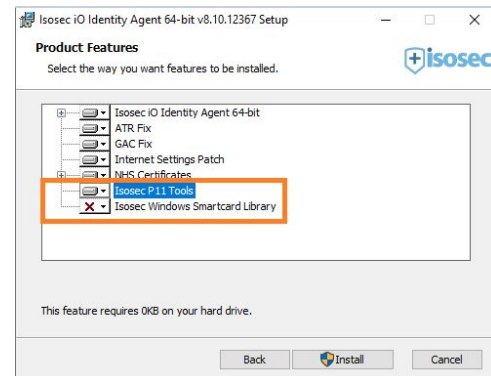 Isosec iO Identity Agent 64-bit v8.10.12367 Setup
Product Features
Select the way you want features to be installed.
isosec
Isosec iO Identity Agent 64-bit
ATR Fix
GAC Fix
Internet Settings Patch
NHS Certificates
Isosec P11 Tools
Isosec Windows Smartcard Library
This feature requires 0KB on your hard drive.
Back Install Cancel